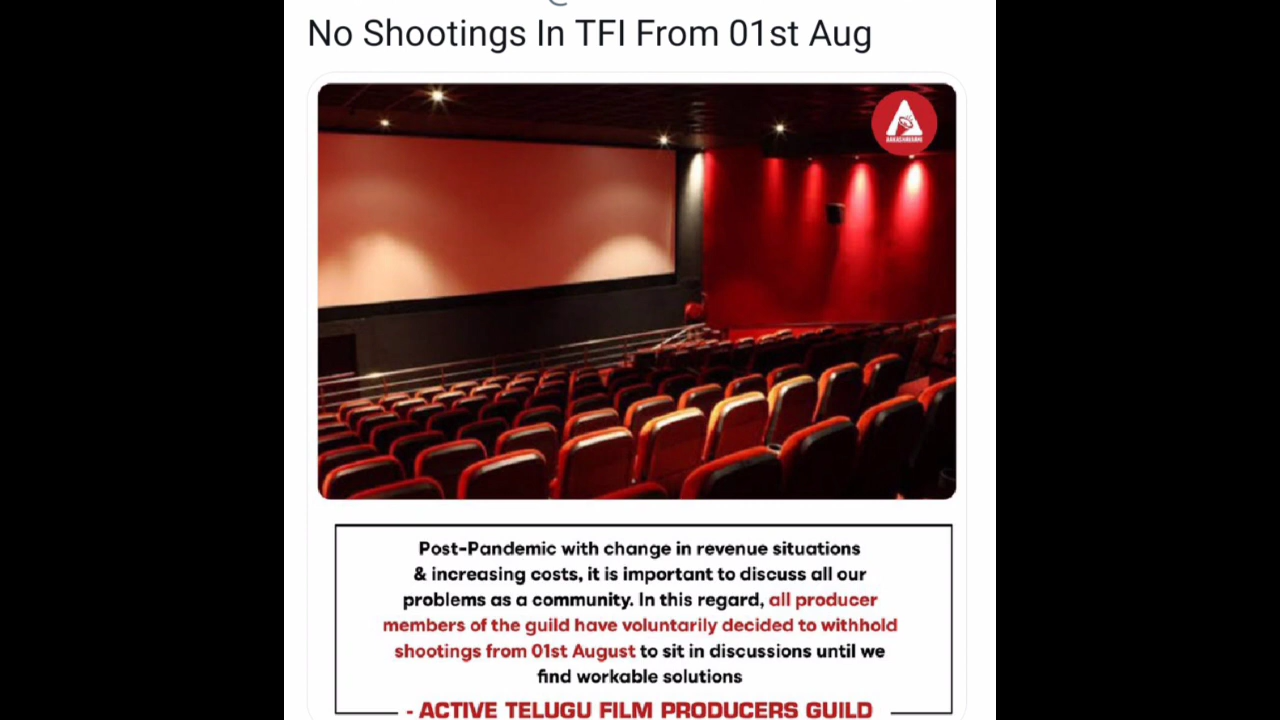 No Shootings In TFI From 01st Aug
Post-Pandemic with change in revenue situations
& increasing costs, it is important to discuss all our
problems as a community. In this regard, all producer
members of the guild have voluntarily decided to withhold
shootings from 01st August to sit in discussions until we
find workable solutions
- ACTIVE TELUGU FILM PRODUCERS GUILD